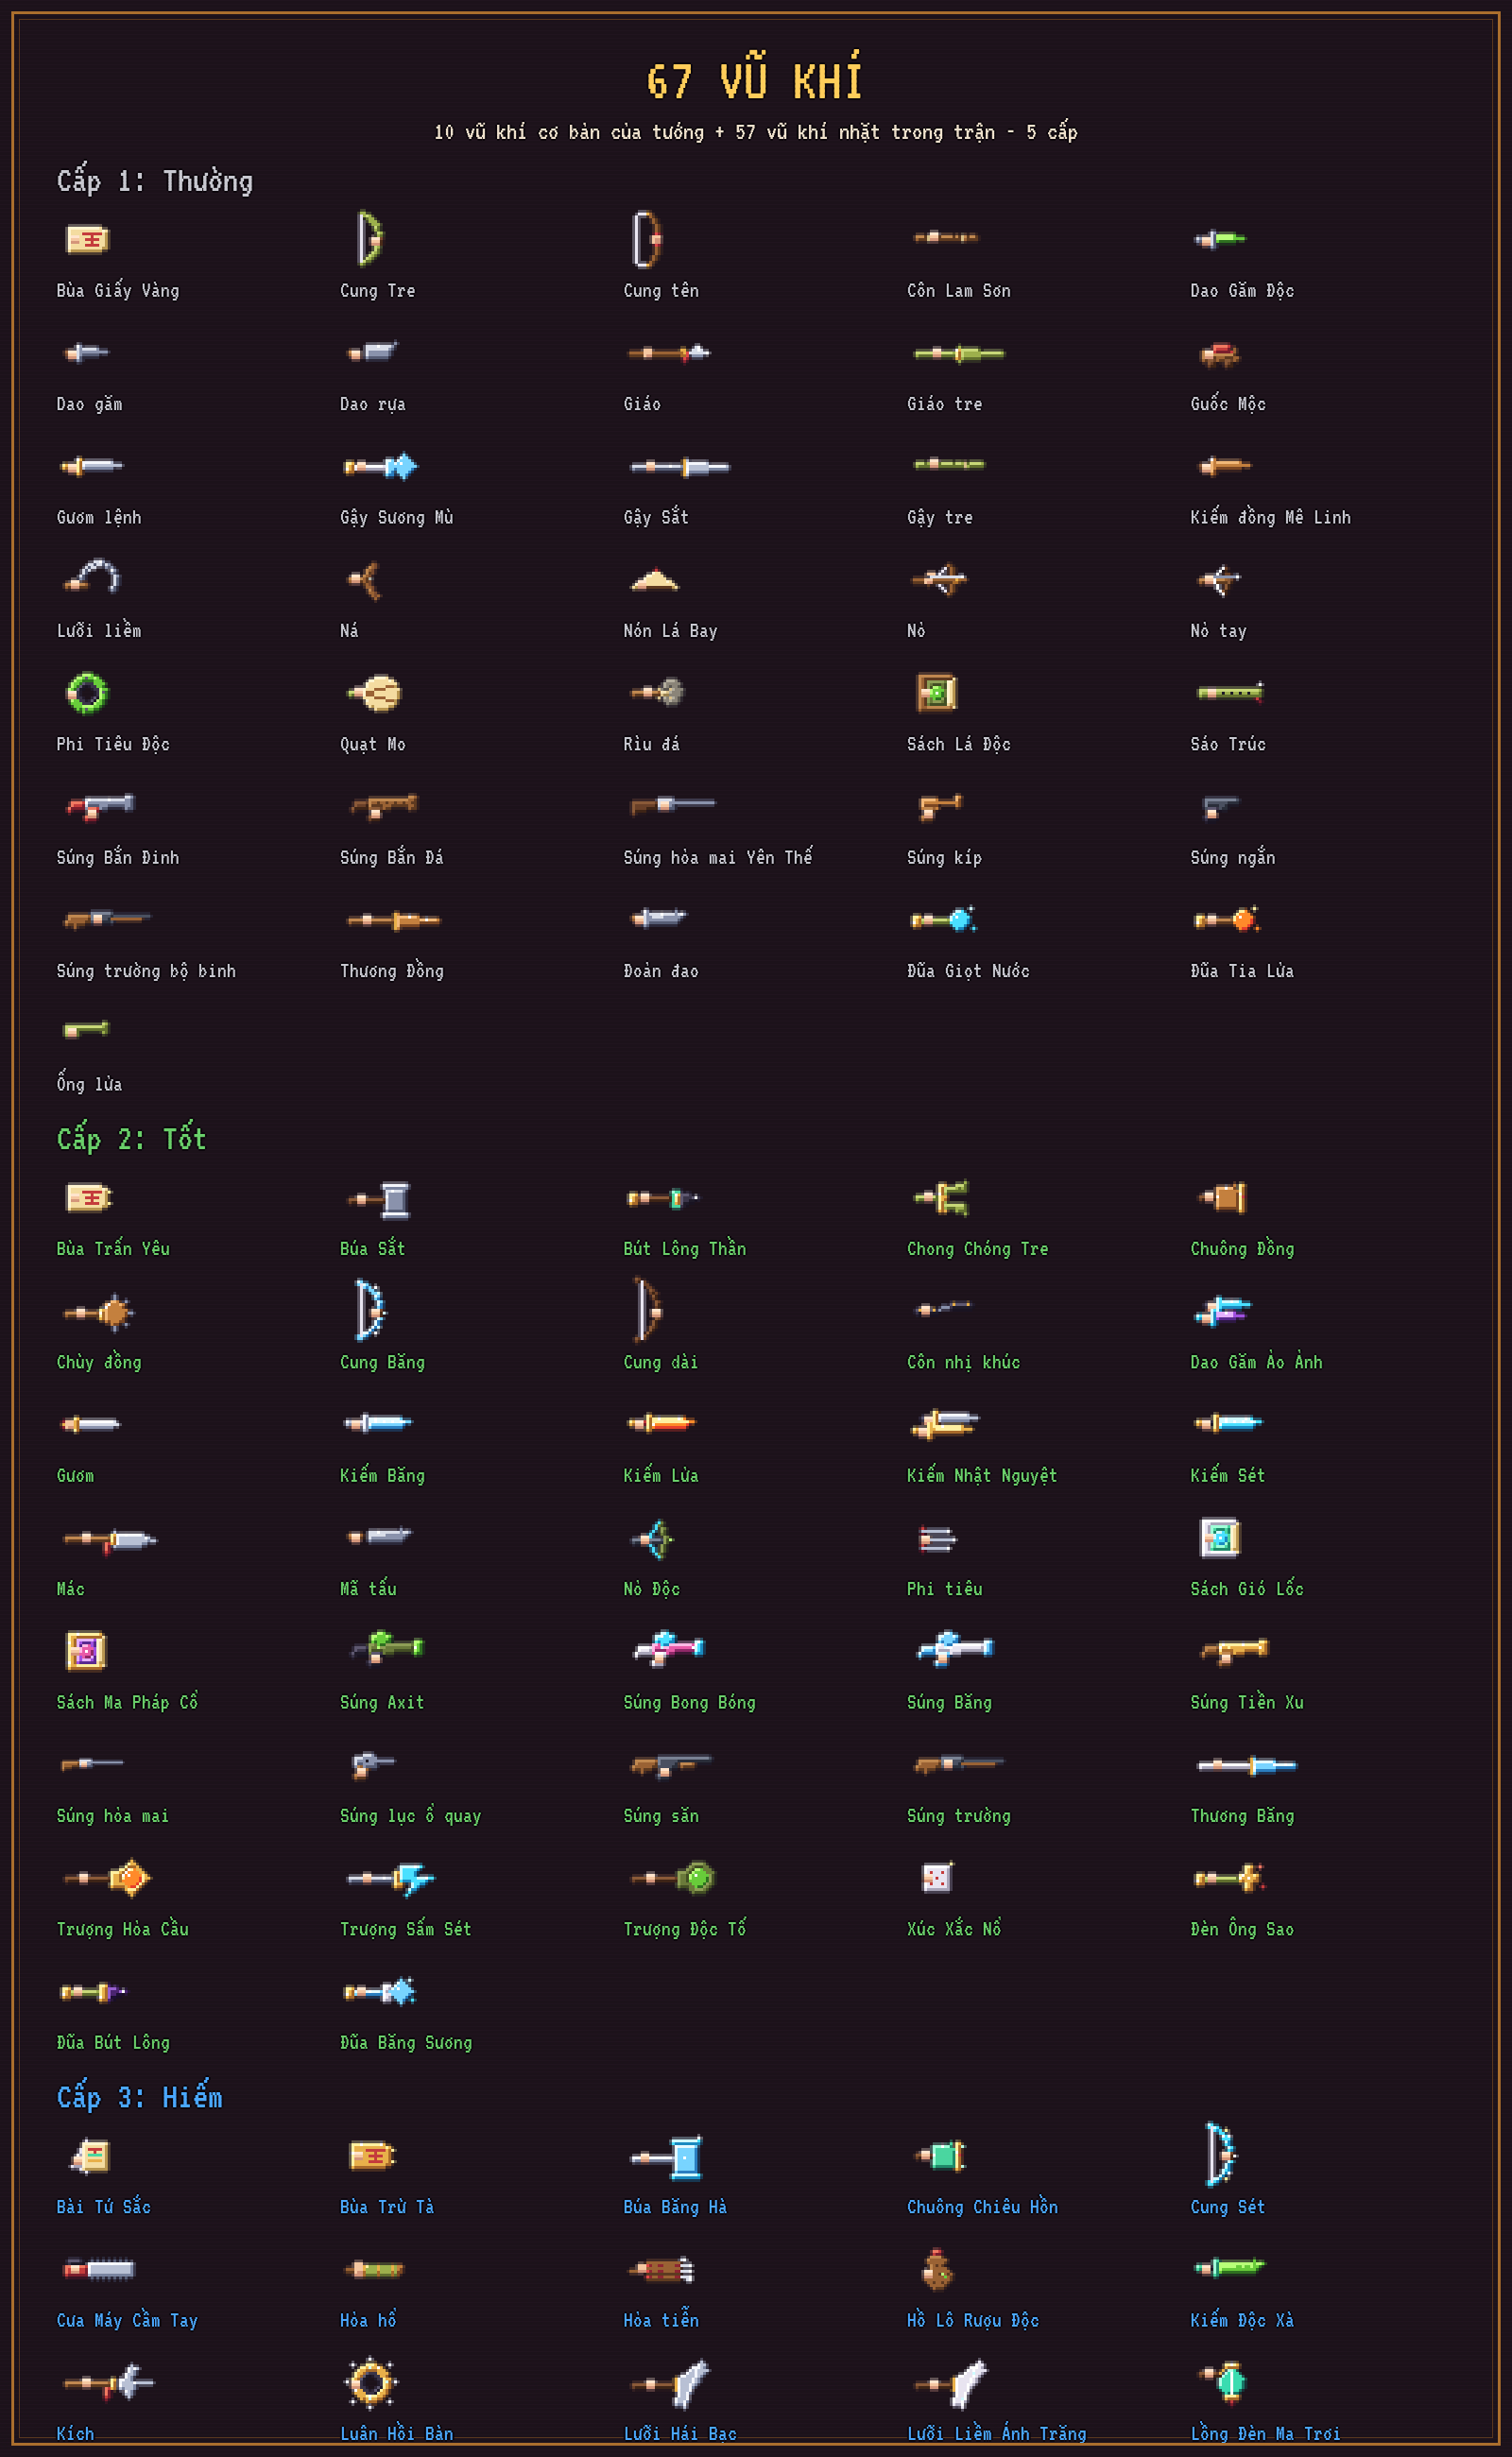 67 VŨ KHÍ
10 vũ khí cơ bản của tướng + 57 vũ khí nhặt trong trận - 5 cấp
Cấp 1: Thường
Bùa Giấy Vàng Cung Tre Cung tên Côn Lam Sơn Dao Găm Độc
Dao găm Dao rựa Giáo Giáo tre Guốc Mộc
Gươm lệnh Gậy Sương Mù Gậy Sắt Gậy tre Kiếm đồng Mê Linh
Lưỡi liềm Ná Nón Lá Bay Nỏ Nỏ tay
Phi Tiêu Độc Quạt Mo Rìu đá Sách Lá Độc Sáo Trúc
Súng Bắn Đinh Súng Bắn Đá Súng hỏa mai Yên Thế Súng kíp Súng ngắn
Súng trường bộ binh Thương Đồng Đoản đao Đũa Giọt Nước Đũa Tia Lửa
Ống lửa
Cấp 2: Tốt
Bùa Trấn Yêu Búa Sắt Bút Lông Thần Chong Chóng Tre Chuông Đồng
Chùy đồng Cung Băng Cung dài Côn nhị khúc Dao Găm Ảo Ảnh
Gươm Kiếm Băng Kiếm Lửa Kiếm Nhật Nguyệt Kiếm Sét
Mác Mã tấu Nỏ Độc Phi tiêu Sách Gió Lốc
Sách Ma Pháp Cổ Súng Axit Súng Bong Bóng Súng Băng Súng Tiền Xu
Súng hỏa mai Súng lục ổ quay Súng săn Súng trường Thương Băng
Trượng Hỏa Cầu Trượng Sấm Sét Trượng Độc Tố Xúc Xắc Nổ Đèn Ông Sao
Đũa Bút Lông Đũa Băng Sương
Cấp 3: Hiếm
Bài Tứ Sắc Bùa Trừ Tà Búa Băng Hà Chuông Chiêu Hồn Cung Sét
Cưa Máy Cầm Tay Hỏa hổ Hỏa tiễn Hồ Lô Rượu Độc Kiếm Độc Xà
Kích Luân Hồi Bàn Lưỡi Hái Bạc Lưỡi Liềm Ánh Trăng Lồng Đèn Ma Trơi